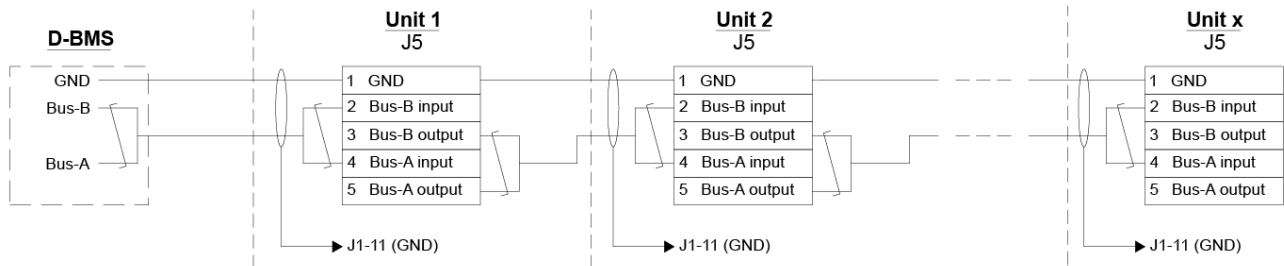 D-BMS
GND
Bus-B
Bus-A
Unit 1
J5
1 GND
2 Bus-B input
3 Bus-B output
4 Bus-A input
5 Bus-A output
J1-11 (GND)
Unit 2
J5
1 GND
2 Bus-B input
3 Bus-B output
4 Bus-A input
5 Bus-A output
J1-11 (GND)
Unit x
J5
1 GND
2 Bus-B input
3 Bus-B output
4 Bus-A input
5 Bus-A output
J1-11 (GND)